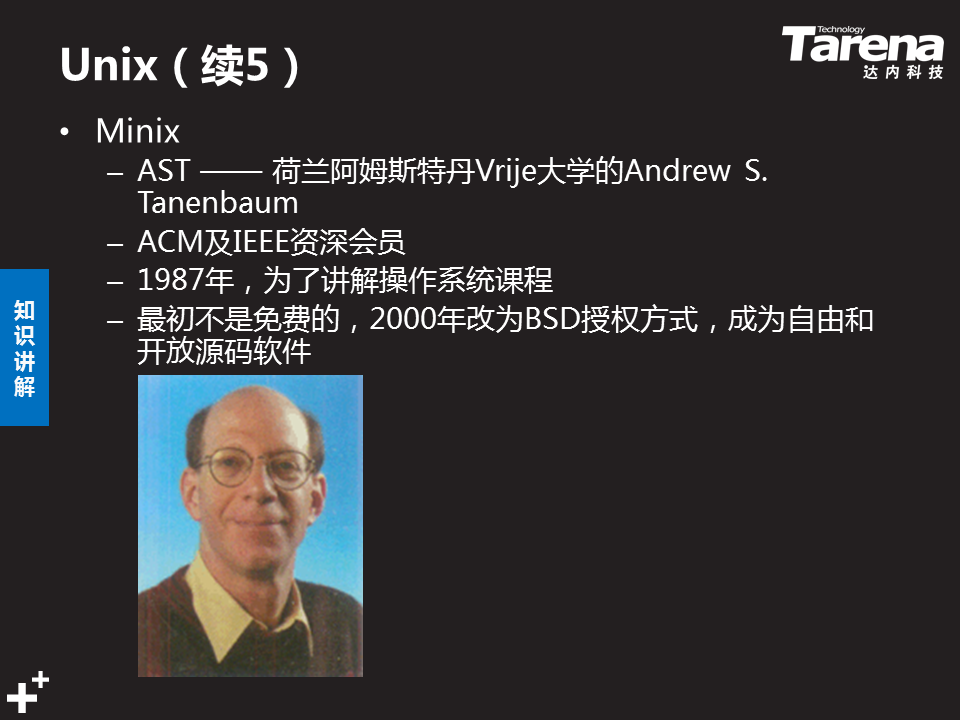 Unix（续5）
Technology
Tarena
达内科技
• Minix
– AST —— 荷兰阿姆斯特丹Vrije大学的Andrew S.
Tanenbaum
– ACM及IEEE资深会员
– 1987年，为了讲解操作系统课程
– 最初不是免费的，2000年改为BSD授权方式，成为自由和
开放源码软件
知
识
讲
解